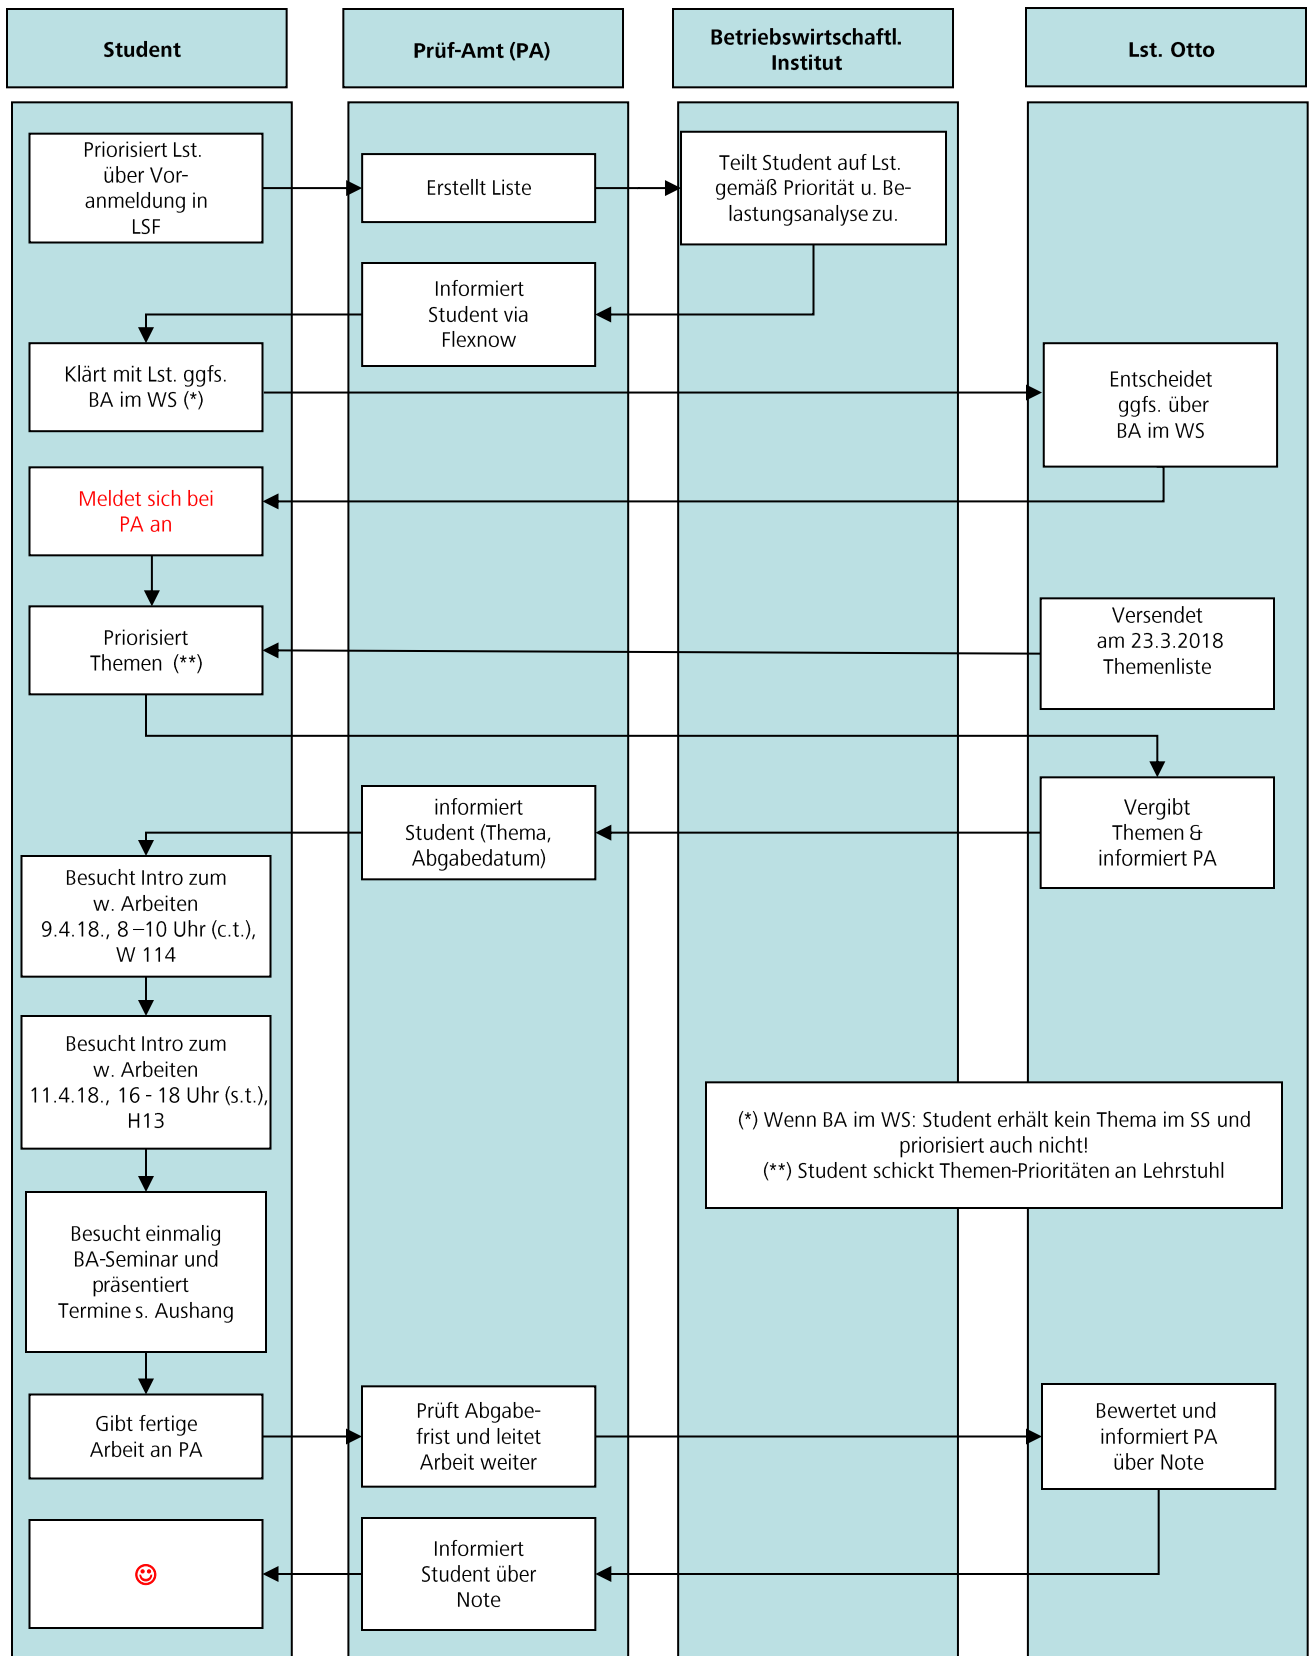 Student
Prüf-Amt (PA)
Betriebswirtschaftl.
Institut
Lst. Otto
Priorisiert Lst.
über Vor-
anmeldung in
LSF
Erstellt Liste
Teilt Student auf Lst.
gemäß Priorität u. Be-
lastungsanalyse zu.
Informiert
Student via
Flexnow
Klärt mit Lst. ggfs.
BA im WS (*)
Entscheidet
ggfs. über
BA im WS
Meldet sich bei
PA an
Priorisiert
Themen (**)
Versendet
am 23.3.2018
Themenliste
Vergibt
Themen &
informiert PA
informiert
Student (Thema,
Abgabedatum)
Besucht Intro zum
w. Arbeiten
9.4.18., 8 –10 Uhr (c.t.),
W 114
Besucht Intro zum
w. Arbeiten
11.4.18., 16 - 18 Uhr (s.t.),
H13
(*) Wenn BA im WS: Student erhält kein Thema im SS und
priorisiert auch nicht!
(**) Student schickt Themen-Prioritäten an Lehrstuhl
Besucht einmalig
BA-Seminar und
präsentiert
Termine s. Aushang
Gibt fertige
Arbeit an PA
Prüft Abgabe-
frist und leitet
Arbeit weiter
Bewertet und
informiert PA
über Note
Informiert
Student über
Note